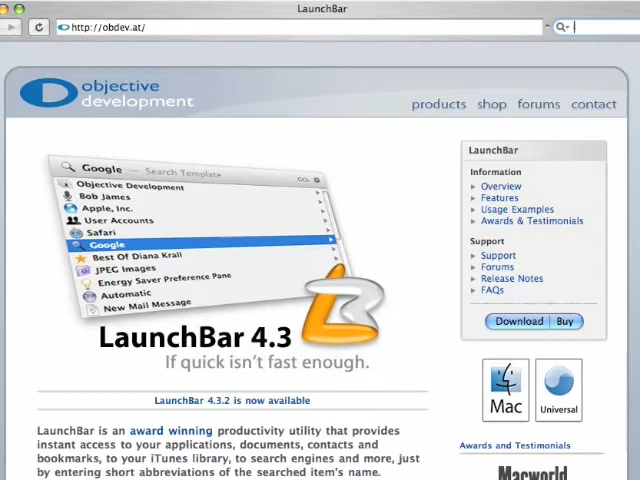 LaunchBar
http://obdev.at/
objective
development
products shop forums contact
Google — Search Template
Objective Development
Bob James
Apple, Inc.
User Accounts
Safari
Google
Best Of Diana Krall
JPEG Images
Energy Saver Preference Pane
Automatic
New Mail Message
LaunchBar 4.3
If quick isn't fast enough.
LaunchBar 4.3.2 is now available
LaunchBar is an award winning productivity utility that provides
instant access to your applications, documents, contacts and
bookmarks, to your iTunes library, to search engines and more, just
by entering short abbreviations of the searched item's name.
LaunchBar
Information
Overview
Features
Usage Examples
Awards & Testimonials
Support
Support
Forums
Release Notes
FAQs
Download Buy
Mac
Universal
Awards and Testimonials
Macworld